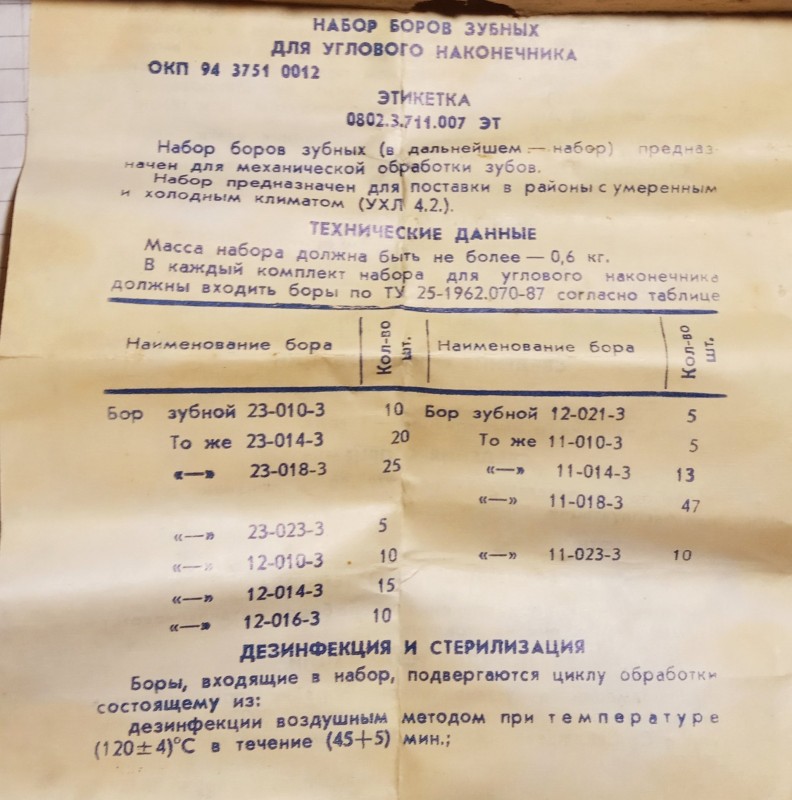 НАБОР БОРОВ ЗУБНЫХ
ДЛЯ УГЛОВОГО НАКОНЕЧНИКА
ОКП 94 3751 0012
ЭТИКЕТКА
0802.3.711.007 ЭТ
Набор боров зубных (в дальнейшем — набор) предназ-
начен для механической обработки зубов.
Набор предназначен для поставки в районы с умеренным
и холодным климатом (УХЛ 4.2.).
ТЕХНИЧЕСКИЕ ДАННЫЕ
Масса набора должна быть не более — 0,6 кг.
В каждый комплект набора для углового наконечника
должны входить боры по ТУ 25-1962.070-87 согласно таблице
Наименование бора Кол-во шт. Наименование бора Кол-во шт.
Бор зубной 23-010-3 10 Бор зубной 12-021-3 5
То же 23-014-3 20 То же 11-010-3 5
«—» 23-018-3 25 «—» 11-014-3 13
«—» 11-018-3 47
«—» 23-023-3 5
«—» 12-010-3 10 «—» 11-023-3 10
«—» 12-014-3 15
«—» 12-016-3 10
ДЕЗИНФЕКЦИЯ И СТЕРИЛИЗАЦИЯ
Боры, входящие в набор, подвергаются циклу обработки
состоящему из:
дезинфекции воздушным методом при температуре
(120±4)°С в течение (45+5) мин.;